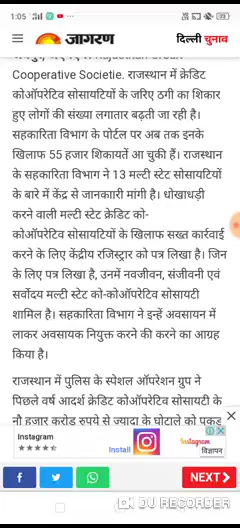 1:05
जागरण
दिल्ली चुनाव
Cooperative Societie. राजस्थान में क्रेडिट
कोऑपरेटिव सोसायटियों के जरिए ठगी का शिकार
हुए लोगों की संख्या लगातार बढ़ती जा रही है।
सहकारिता विभाग के पोर्टल पर अब तक इनके
खिलाफ 55 हजार शिकायतें आ चुकी हैं। राजस्थान
के सहकारिता विभाग ने 13 मल्टी स्टेट सोसायटियों
के बारे में केंद्र से जानकाारी मांगी है। धोखाधड़ी
करने वाली मल्टी स्टेट क्रेडिट को-
कोऑपरेटिव सोसायटियों के खिलाफ सख्त कार्रवाई
करने के लिए केंद्रीय रजिस्ट्रार को पत्र लिखा है। जिन
के लिए पत्र लिखा है, उनमें नवजीवन, संजीवनी एवं
सर्वोदय मल्टी स्टेट को-कोऑपरेटिव सोसायटी
शामिल है। सहकारिता विभाग ने इन्हें अवसायन में
लाकर अवसायक नियुक्त करने की करने का आग्रह
किया है।
राजस्थान में पुलिस के स्पेशल ऑपरेशन ग्रुप ने
पिछले वर्ष आदर्श क्रेडिट कोऑपरेटिव सोसायटी के
नौ हजार करोड़ रुपये से ज्यादा के घोटाले को पकड़
Instagram
Install
Instagram
विज्ञापन
NEXT
DU RECORDER